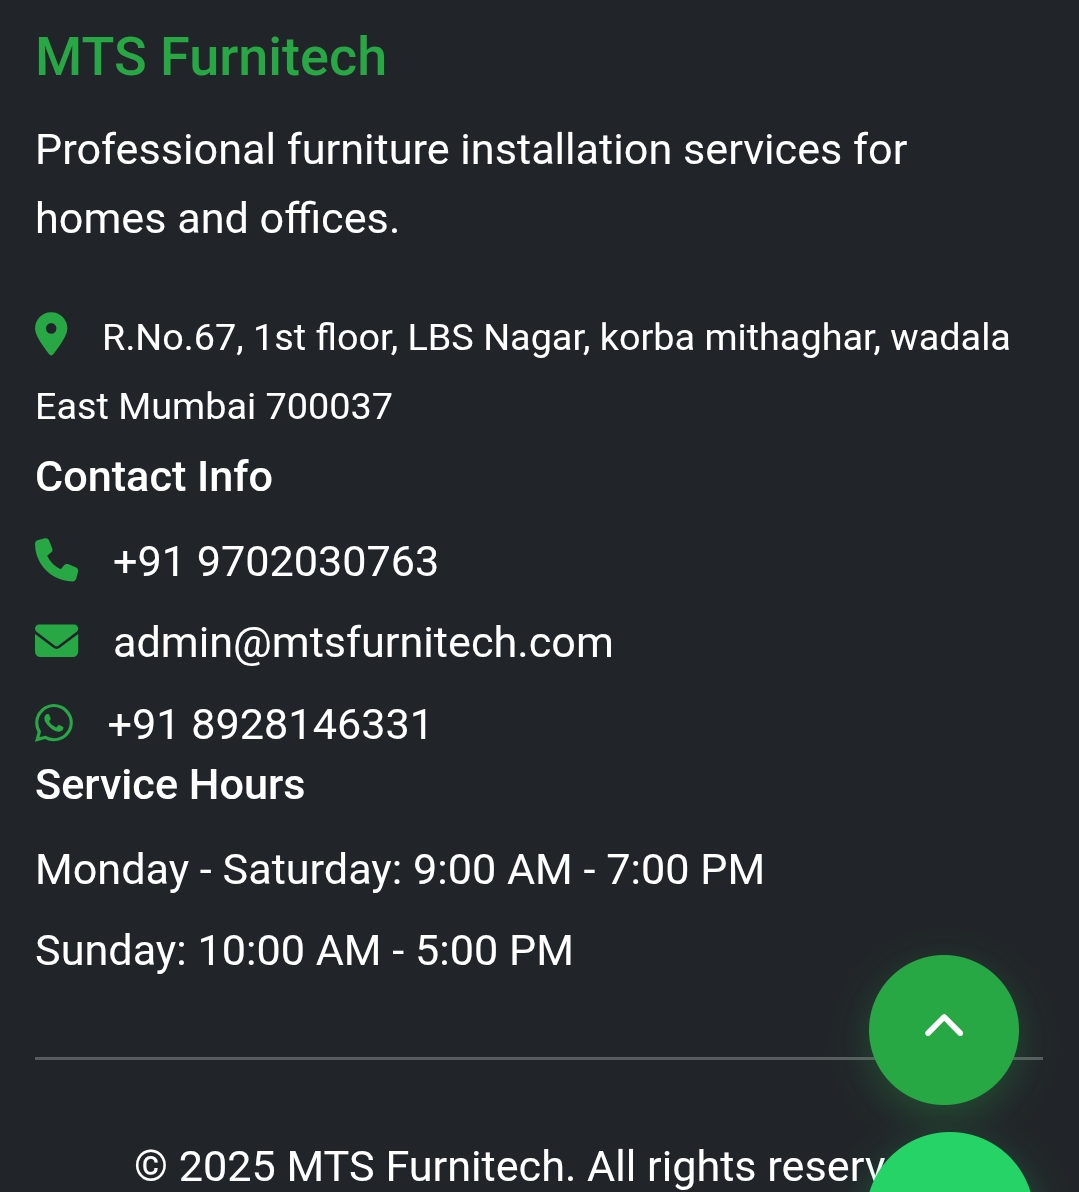 MTS Furnitech
Professional furniture installation services for
homes and offices.
R.No.67, 1st floor, LBS Nagar, korba mithaghar, wadala
East Mumbai 700037
Contact Info
+91 9702030763
admin@mtsfurnitech.com
+91 8928146331
Service Hours
Monday - Saturday: 9:00 AM - 7:00 PM
Sunday: 10:00 AM - 5:00 PM
© 2025 MTS Furnitech. All rights reserv